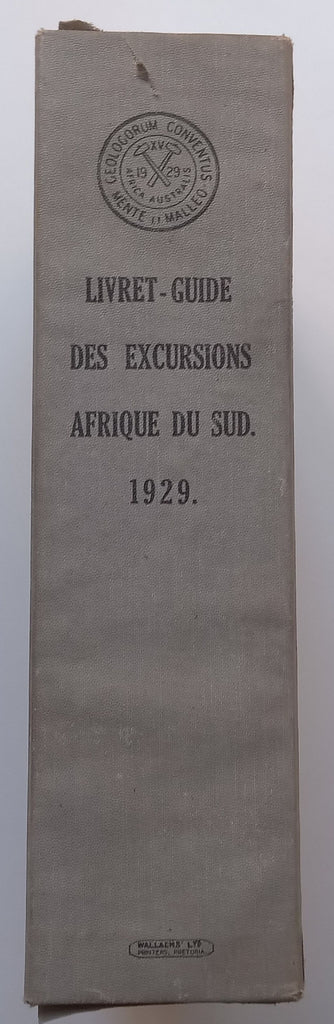 GEOLOGORUM CONVENTUS
XV
19 29
AFRICA AUSTRALIS
MENTE ET MALLEO
LIVRET-GUIDE
DES EXCURSIONS
AFRIQUE DU SUD.
1929.
WALLACHS' LTD
PRINTERS, PRETORIA